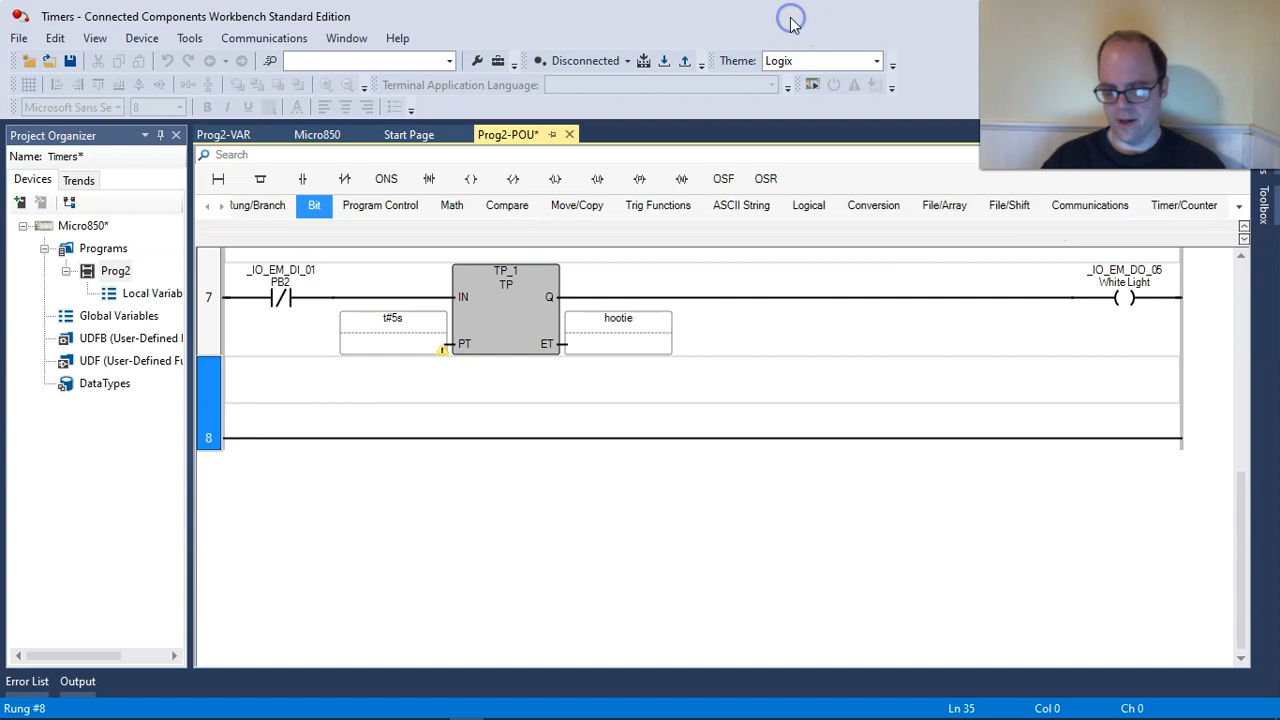 Timers - Connected Components Workbench Standard Edition
File Edit View Device Tools Communications Window Help
Disconnected Theme: Logix
Terminal Application Language:
Microsoft Sans Se 8 B I U A
Project Organizer
Prog2-VAR Micro850 Start Page Prog2-POU*
Name: Timers*
Search
Devices Trends
ONS OSF OSR
Rung/Branch Bit Program Control Math Compare Move/Copy Trig Functions ASCII String Logical Conversion File/Array File/Shift Communications Timer/Counter
Toolbox
Micro850*
Programs
Prog2
Local Variab
Global Variables
UDFB (User-Defined I
UDF (User-Defined Fu
DataTypes
_IO_EM_DI_01
PB2
TP_1
TP
_IO_EM_DO_05
White Light
7
IN Q
t#5s
hootie
PT ET
8
Error List Output
Rung #8 Ln 35 Col 0 Ch 0